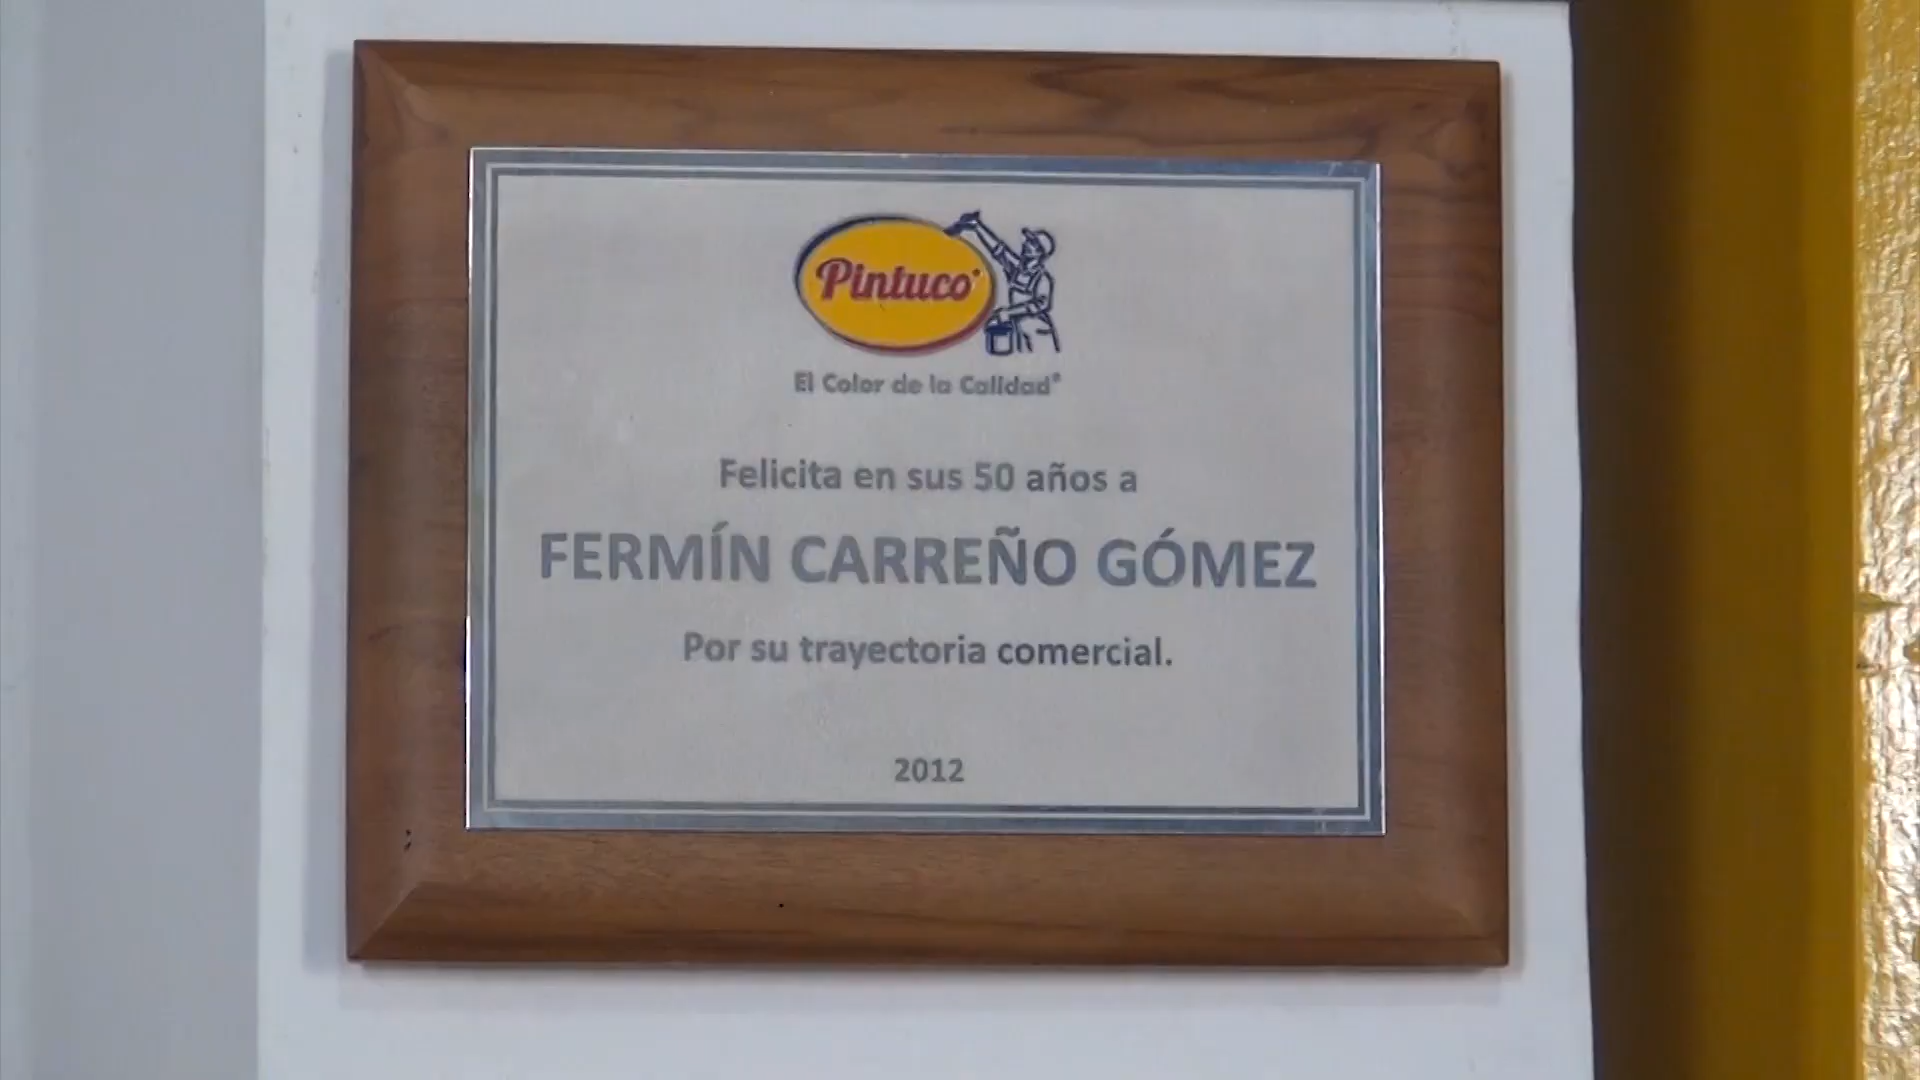 Pintuco®
El Color de la Calidad®
Felicita en sus 50 años a
FERMÍN CARREÑO GÓMEZ
Por su trayectoria comercial.
2012